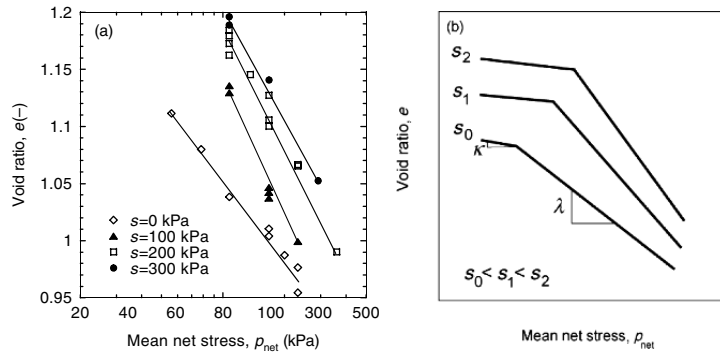 (a)
1.2
1.15
1.1
1.05
1
0.95
Void ratio, e(–)
s=0 kPa
s=100 kPa
s=200 kPa
s=300 kPa
20 40 60 80 100 300 500
Mean net stress, pnet (kPa)
(b)
s2
s1
s0
κ
λ
s0 < s1 < s2
Void ratio, e
Mean net stress, pnet